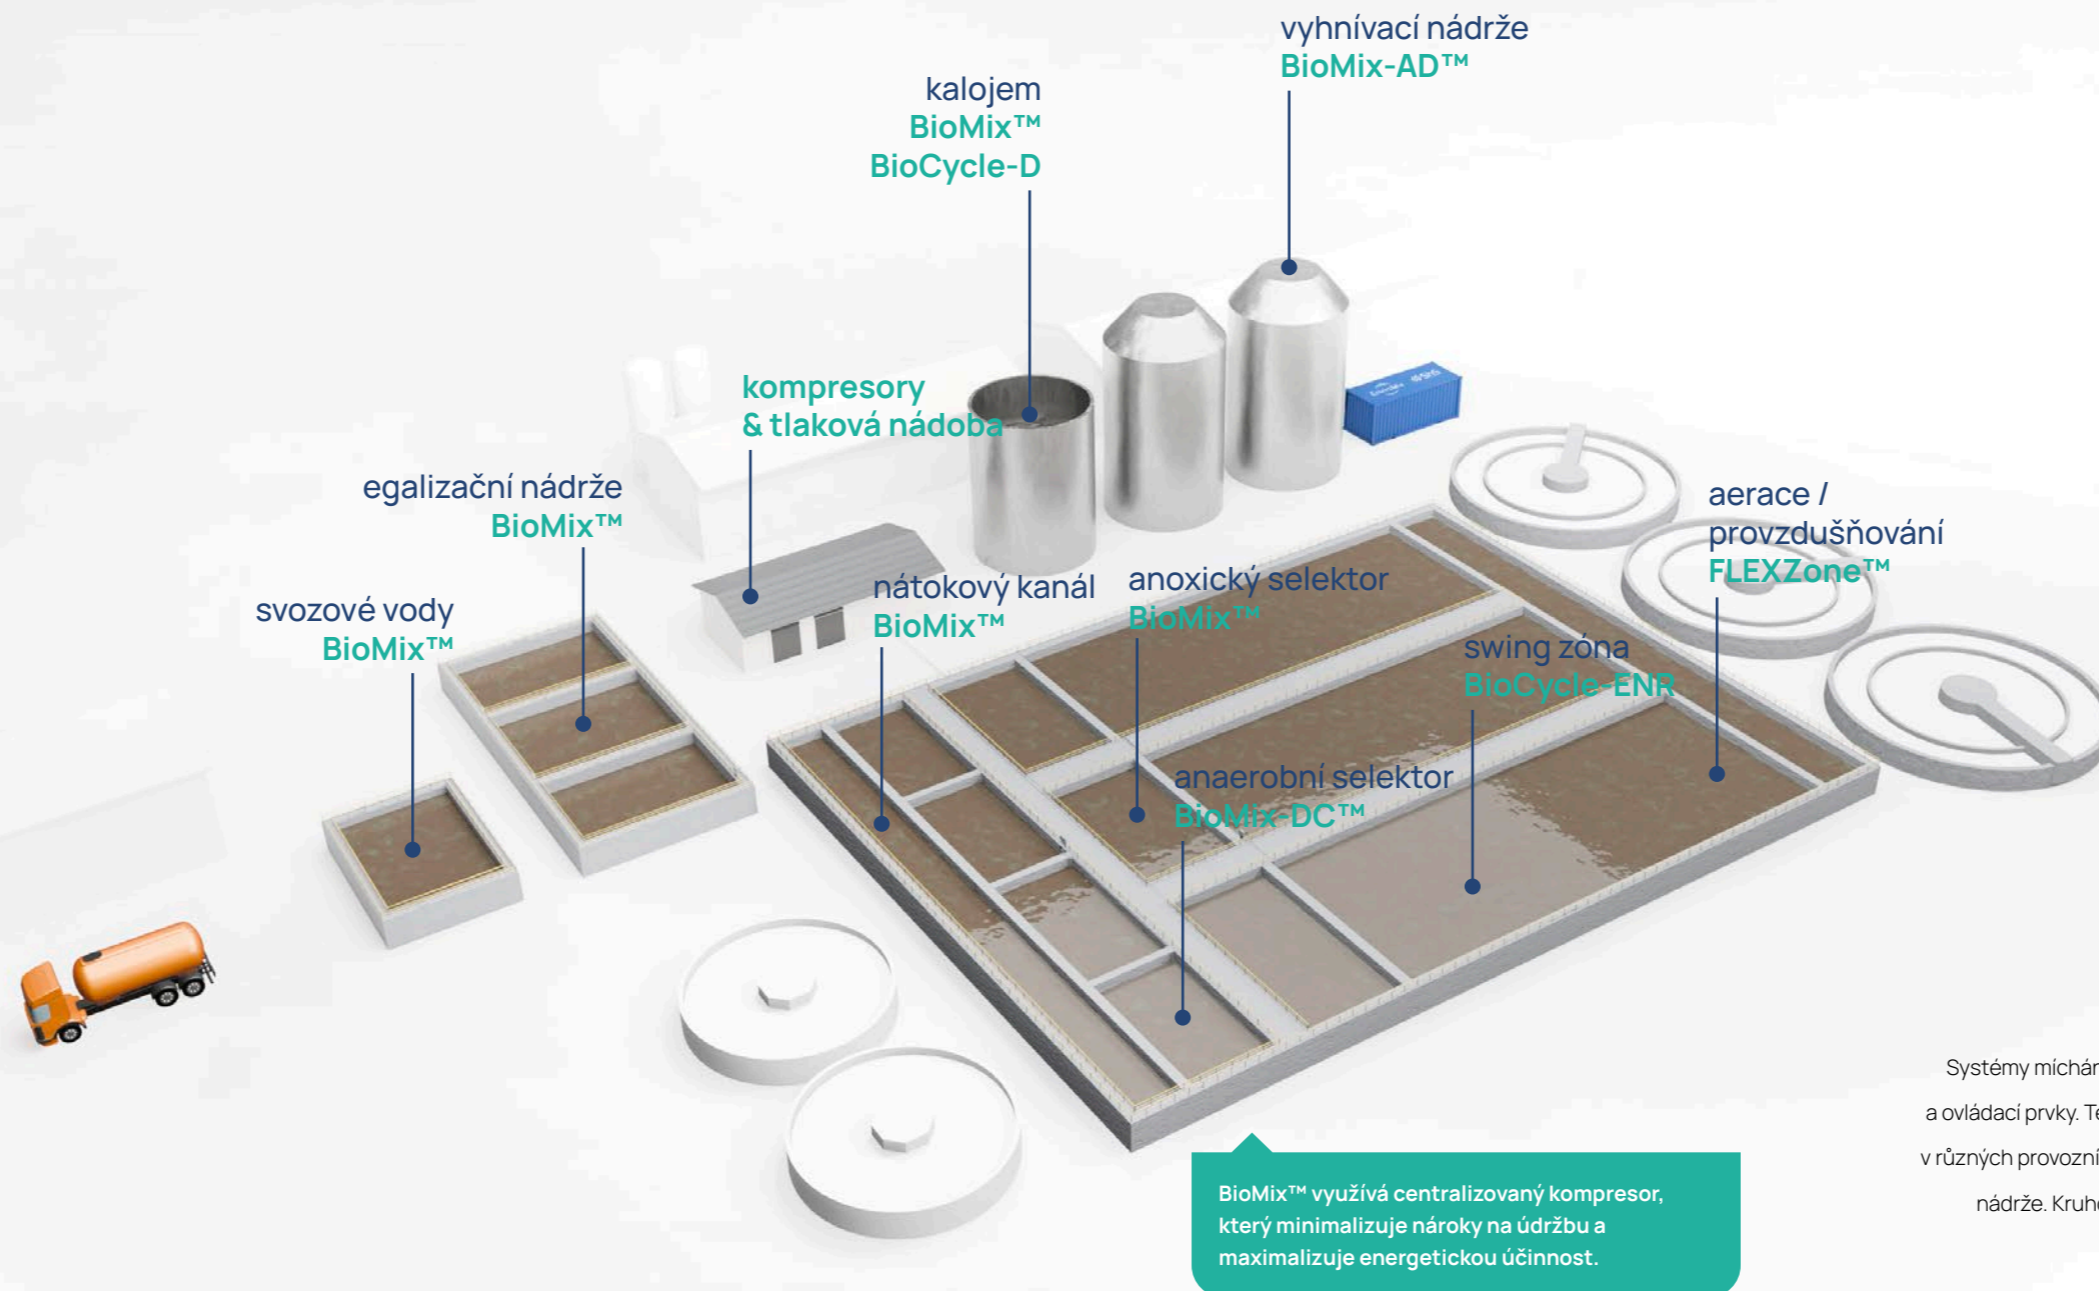 vyhnívací nádrže
BioMix-AD™
kalojem
BioMix™
BioCycle-D
kompresory
& tlaková nádoba
egalizační nádrže
BioMix™
svozové vody
BioMix™
nátokový kanál
BioMix™
anoxický selektor
BioMix™
aerace /
provzdušňování
FLEXZone™
swing zóna
BioCycle-ENR
anaerobní selektor
BioMix-DC™
Systémy míchán
a ovládací prvky. Te
v různých provozní
nádrže. Kruho
BioMix™ využívá centralizovaný kompresor,
který minimalizuje nároky na údržbu a
maximalizuje energetickou účinnost.